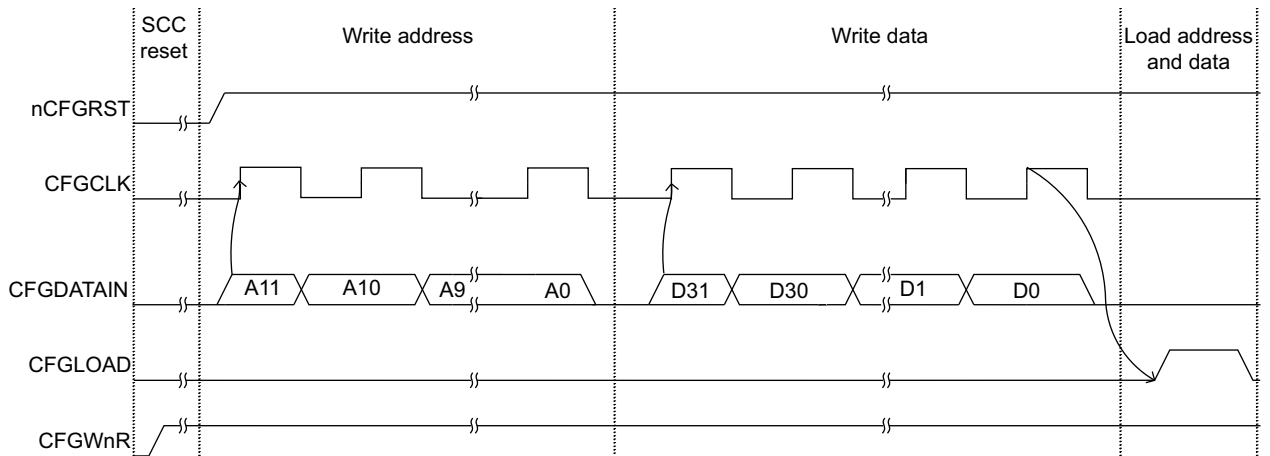 SCC
reset
Write address
Write data
Load address
and data
nCFGRST
CFGCLK
CFGDATAIN
A11
A10
A9
A0
D31
D30
D1
D0
CFGLOAD
CFGWnR